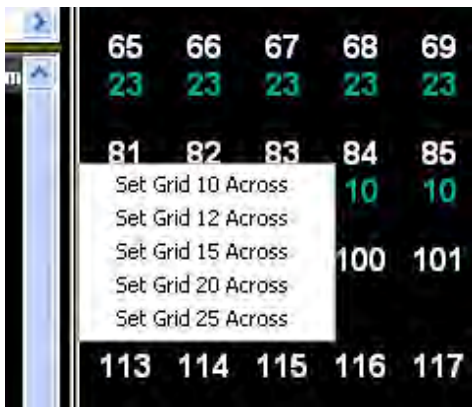 65 66 67 68 69
m 23 23 23 23 23
81 82 83 84 85
Set Grid 10 Across 10 10
Set Grid 12 Across
Set Grid 15 Across 100 101
Set Grid 20 Across
Set Grid 25 Across
113 114 115 116 117